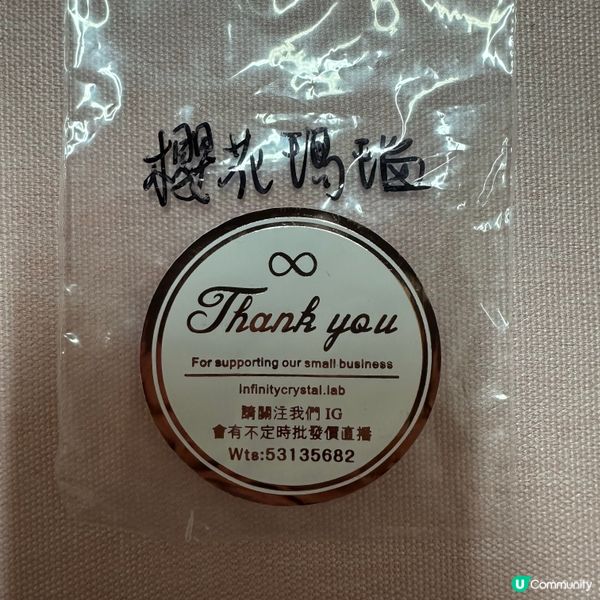 櫻花瑪瑙
∞
Thank you
For supporting our small business
infinitycrystal.lab
請關注我們 IG
會有不定時批發價直播
Wts:53135682
U Community